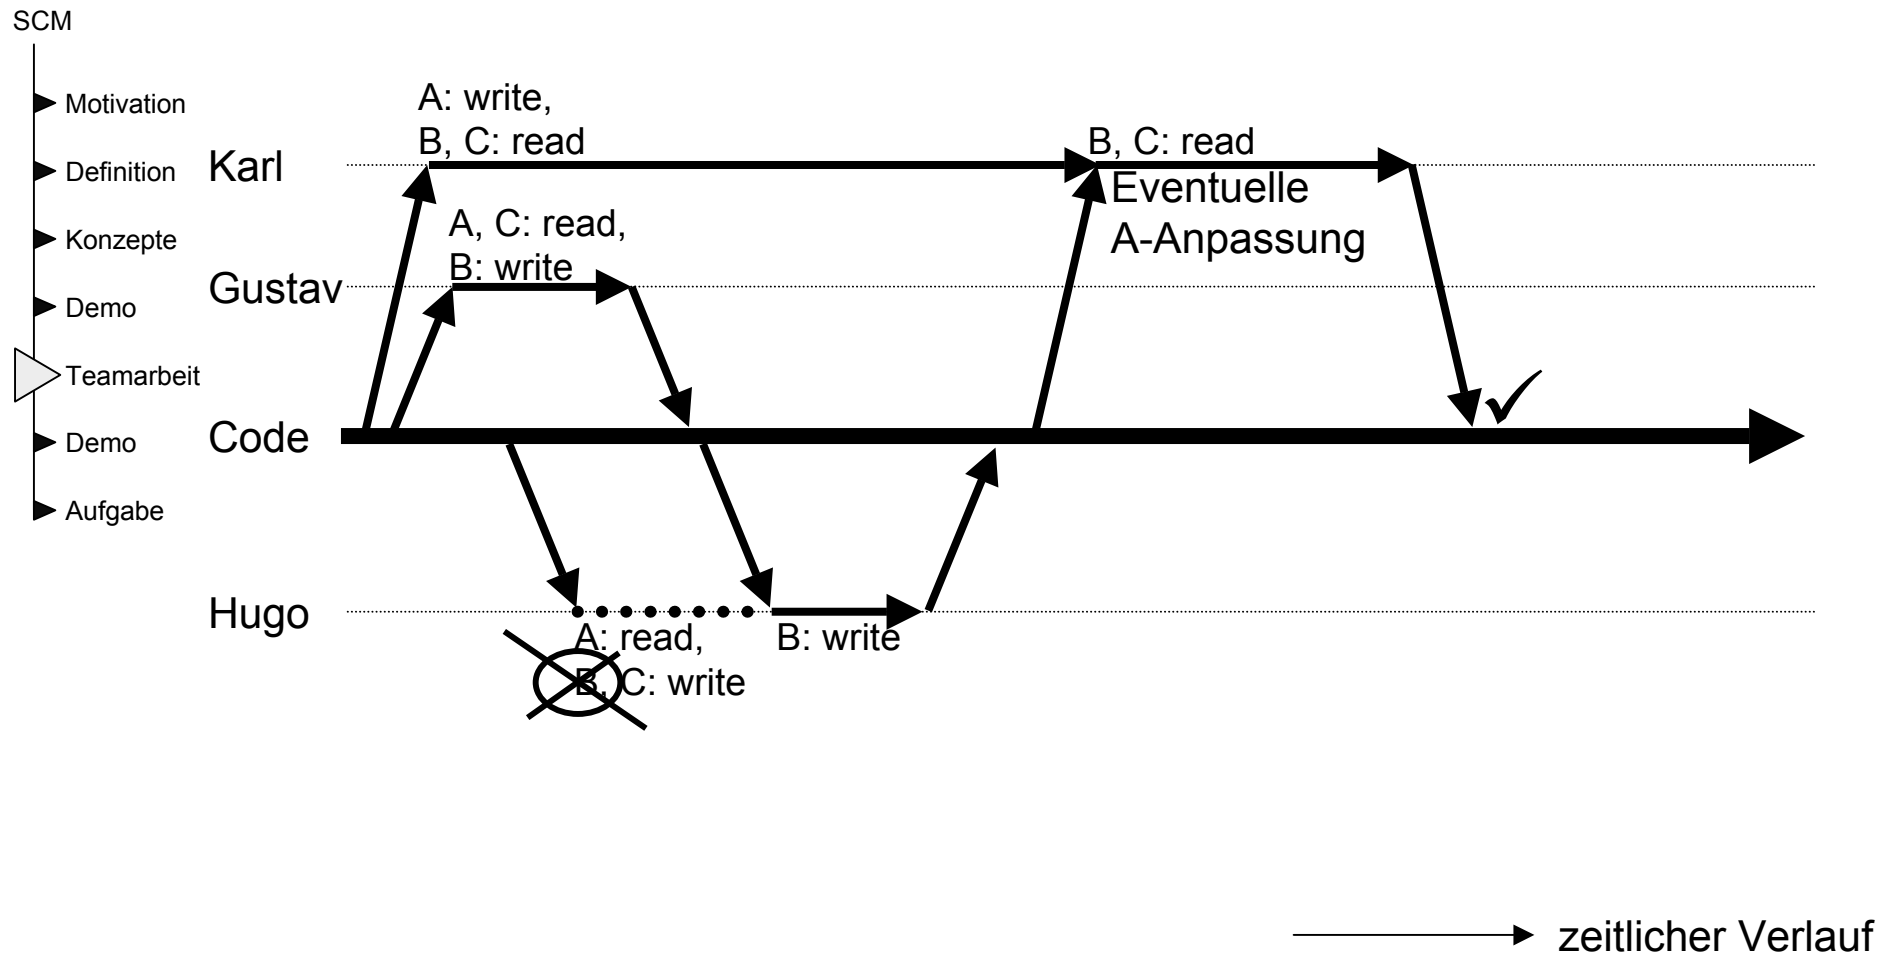 SCM
Motivation
Definition
Konzepte
Demo
Teamarbeit
Demo
Aufgabe
A: write,
B, C: read
Karl
B, C: read
Eventuelle
A-Anpassung
A, C: read,
B: write
Gustav
Code
Hugo
A: read,
B, C: write
B: write
zeitlicher Verlauf